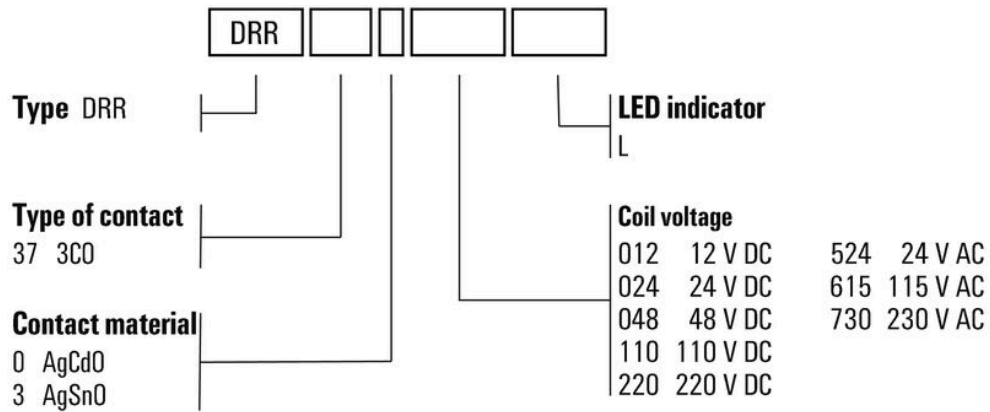 DRR
Type DRR
LED indicator
L
Type of contact
37 3CO
Contact material
0 AgCdO
3 AgSnO
Coil voltage
012 12 V DC 524 24 V AC
024 24 V DC 615 115 V AC
048 48 V DC 730 230 V AC
110 110 V DC
220 220 V DC